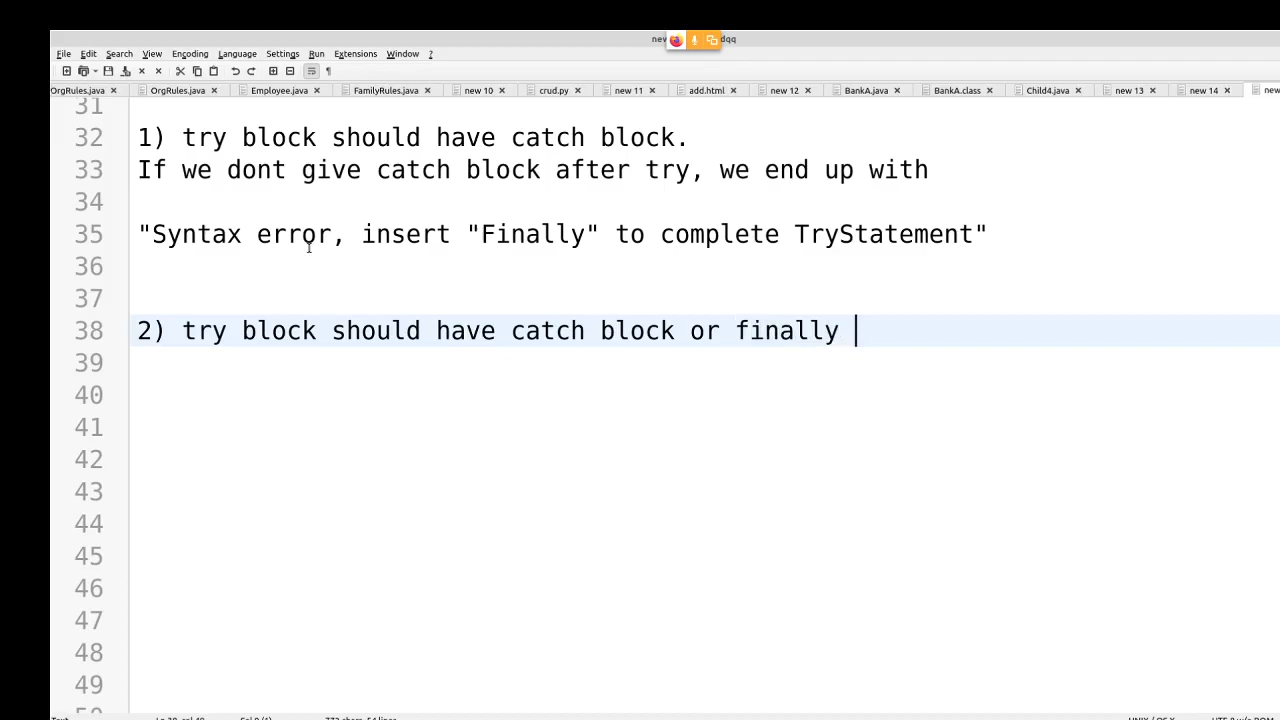 new dqq
File Edit Search View Encoding Language Settings Run Extensions Window ?
OrgRules.java OrgRules.java Employee.java FamilyRules.java new 10 crud.py new 11 add.html new 12 BankA.java BankA.class Child4.java new 13 new 14 new
31
32 1) try block should have catch block.
33 If we dont give catch block after try, we end up with
34
35 "Syntax error, insert "Finally" to complete TryStatement"
36
37
38 2) try block should have catch block or finally
39
40
41
42
43
44
45
46
47
48
49